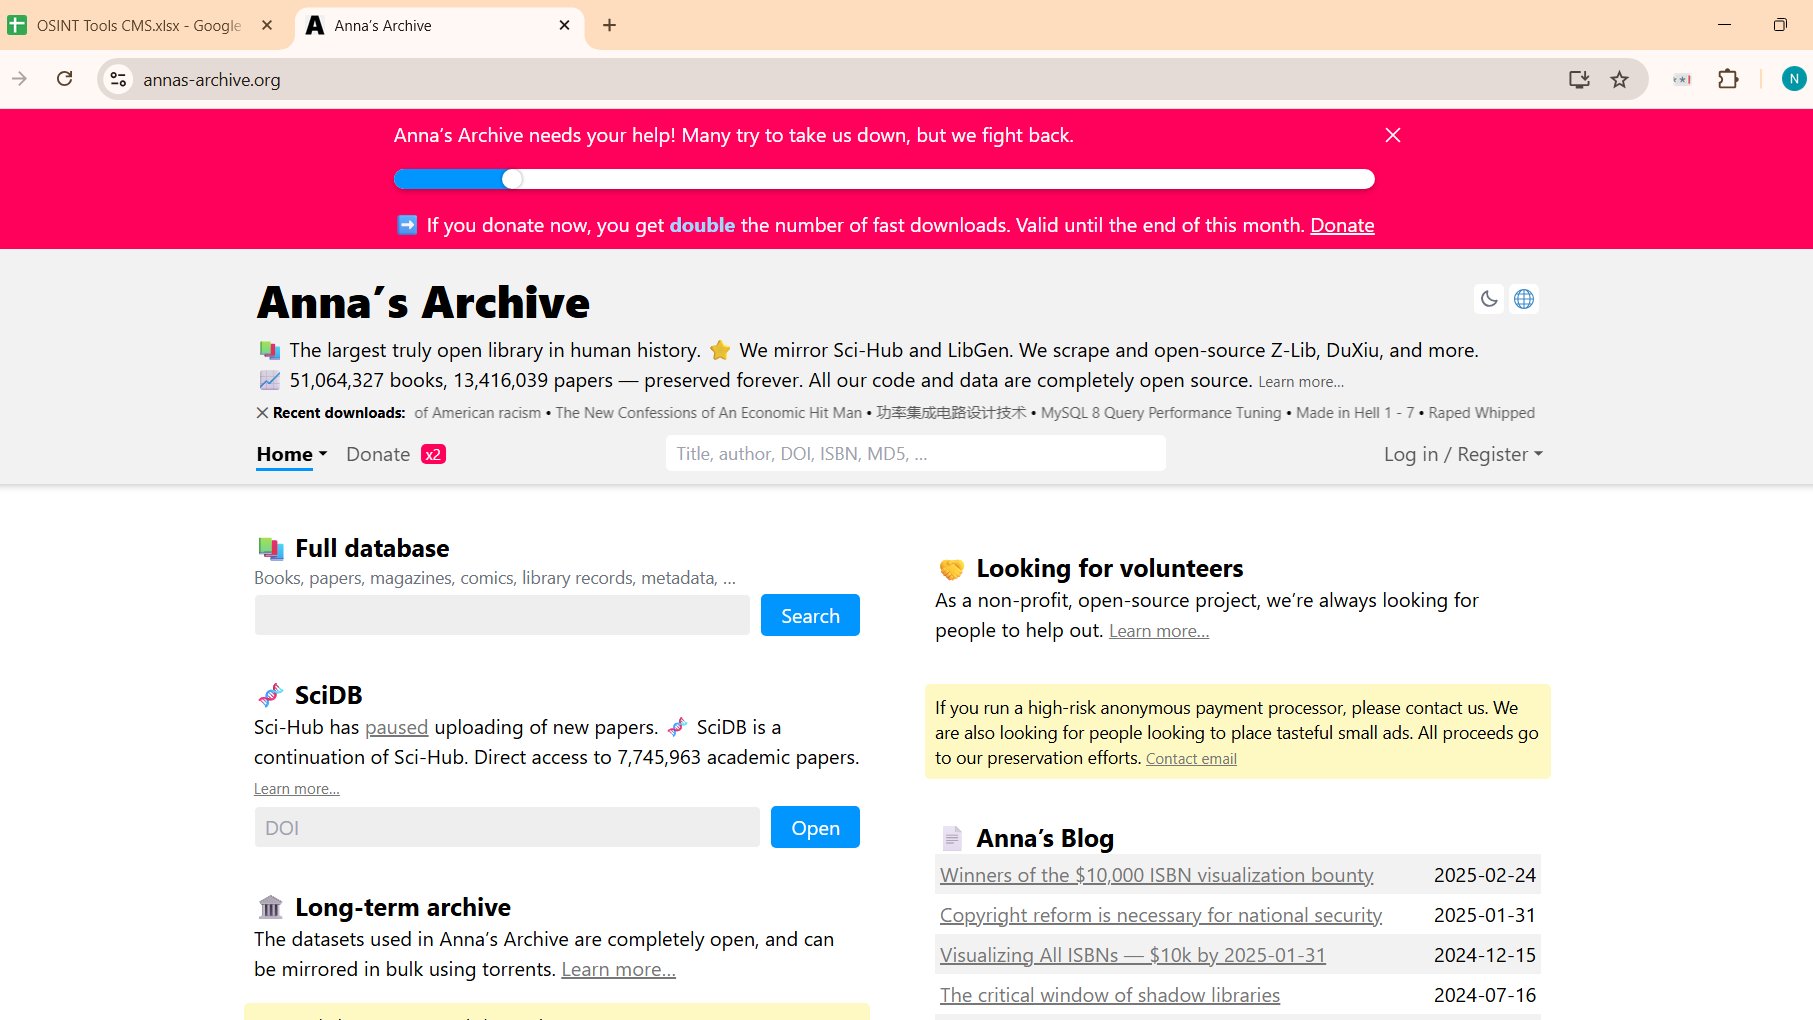 OSINT Tools CMS.xlsx - Google
Anna's Archive
annas-archive.org
N
Anna's Archive needs your help! Many try to take us down, but we fight back.
➡️ If you donate now, you get double the number of fast downloads. Valid until the end of this month. Donate
Anna's Archive
📚 The largest truly open library in human history. ⭐ We mirror Sci-Hub and LibGen. We scrape and open-source Z-Lib, DuXiu, and more.
📈 51,064,327 books, 13,416,039 papers — preserved forever. All our code and data are completely open source. Learn more…
Recent downloads: of American racism • The New Confessions of An Economic Hit Man • 功率集成电路设计技术 • MySQL 8 Query Performance Tuning • Made in Hell 1 - 7 • Raped Whipped
Home Donate x2 Title, author, DOI, ISBN, MD5, … Log in / Register
📚 Full database
Books, papers, magazines, comics, library records, metadata, …
Search
🧬 SciDB
Sci-Hub has paused uploading of new papers. 🧬 SciDB is a
continuation of Sci-Hub. Direct access to 7,745,963 academic papers.
Learn more…
DOI Open
🏛️ Long-term archive
The datasets used in Anna's Archive are completely open, and can
be mirrored in bulk using torrents. Learn more…
🤝 Looking for volunteers
As a non-profit, open-source project, we're always looking for
people to help out. Learn more…
If you run a high-risk anonymous payment processor, please contact us. We
are also looking for people looking to place tasteful small ads. All proceeds go
to our preservation efforts. Contact email
📄 Anna's Blog
Winners of the $10,000 ISBN visualization bounty 2025-02-24
Copyright reform is necessary for national security 2025-01-31
Visualizing All ISBNs — $10k by 2025-01-31 2024-12-15
The critical window of shadow libraries 2024-07-16